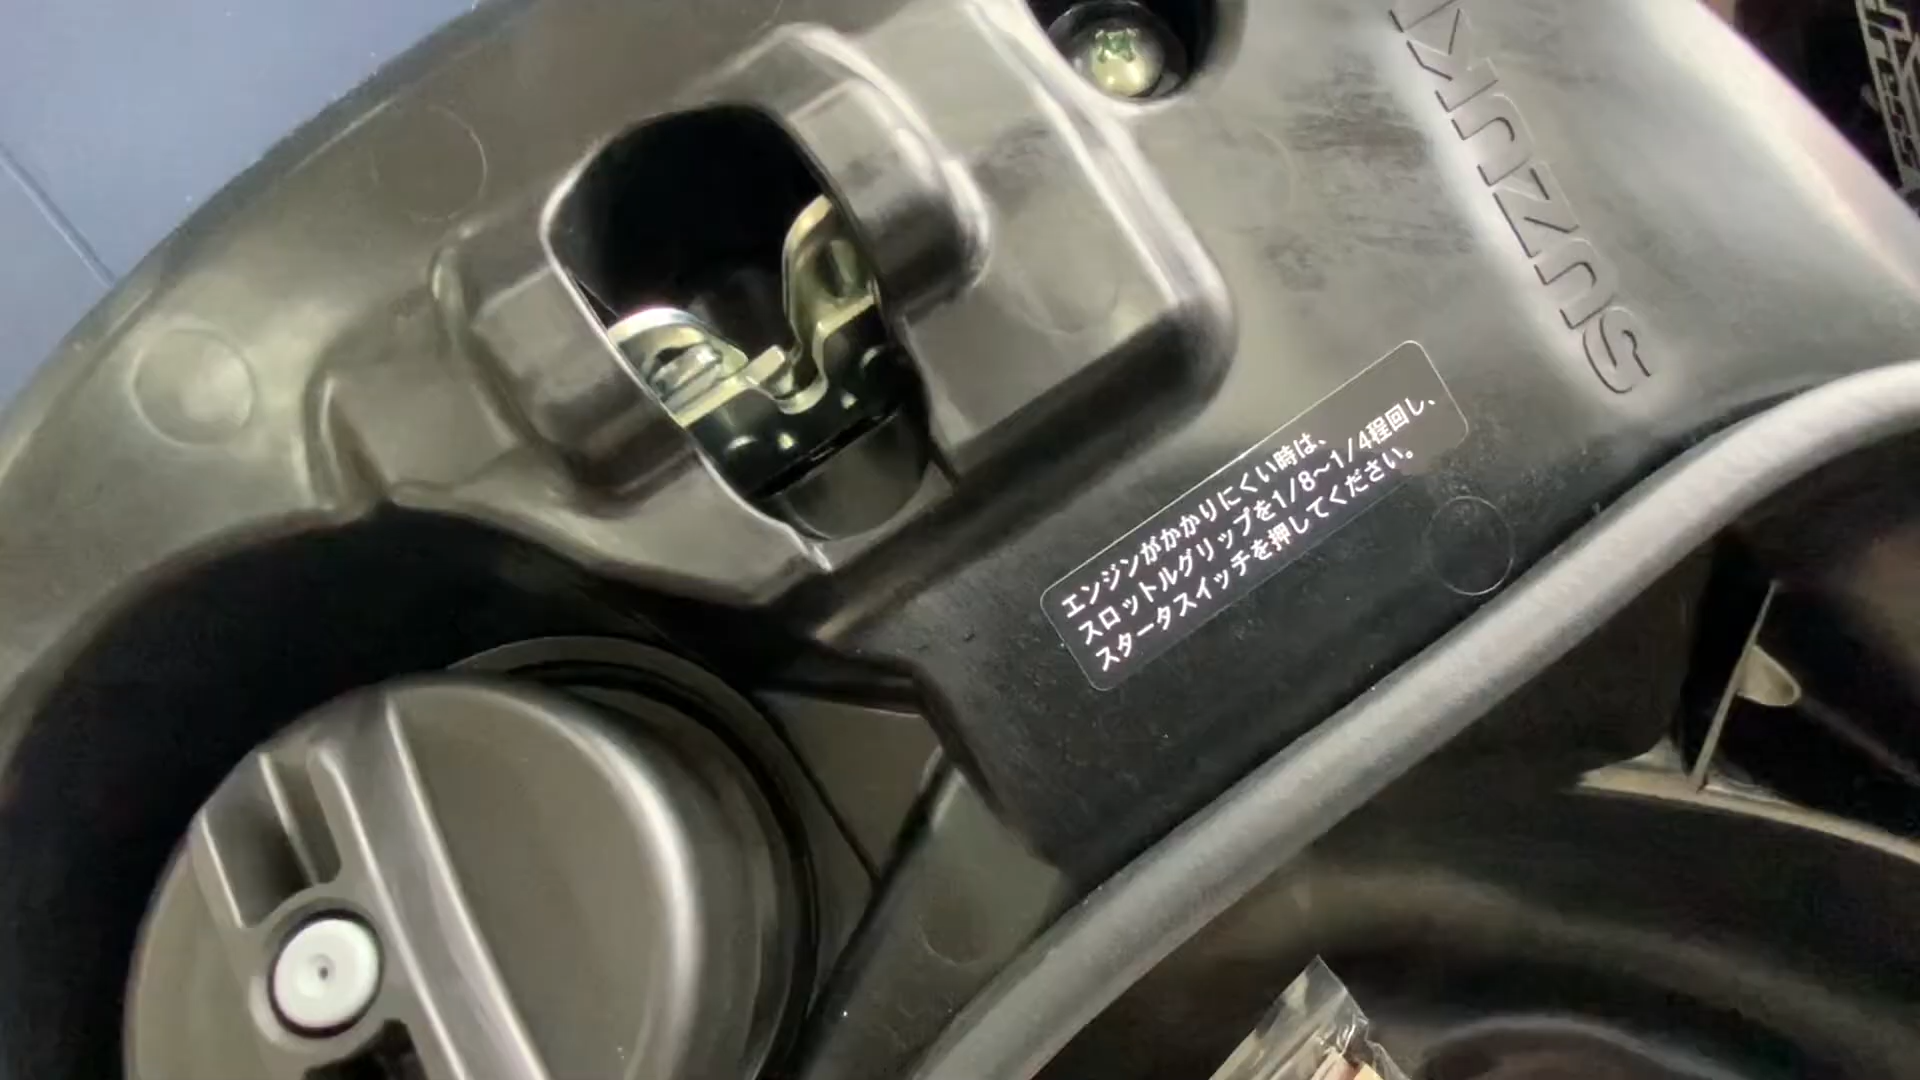 SUZUKI
エンジンがかかりにくい時は、
スロットルグリップを1/8〜1/4程回し、
スタータスイッチを押してください。